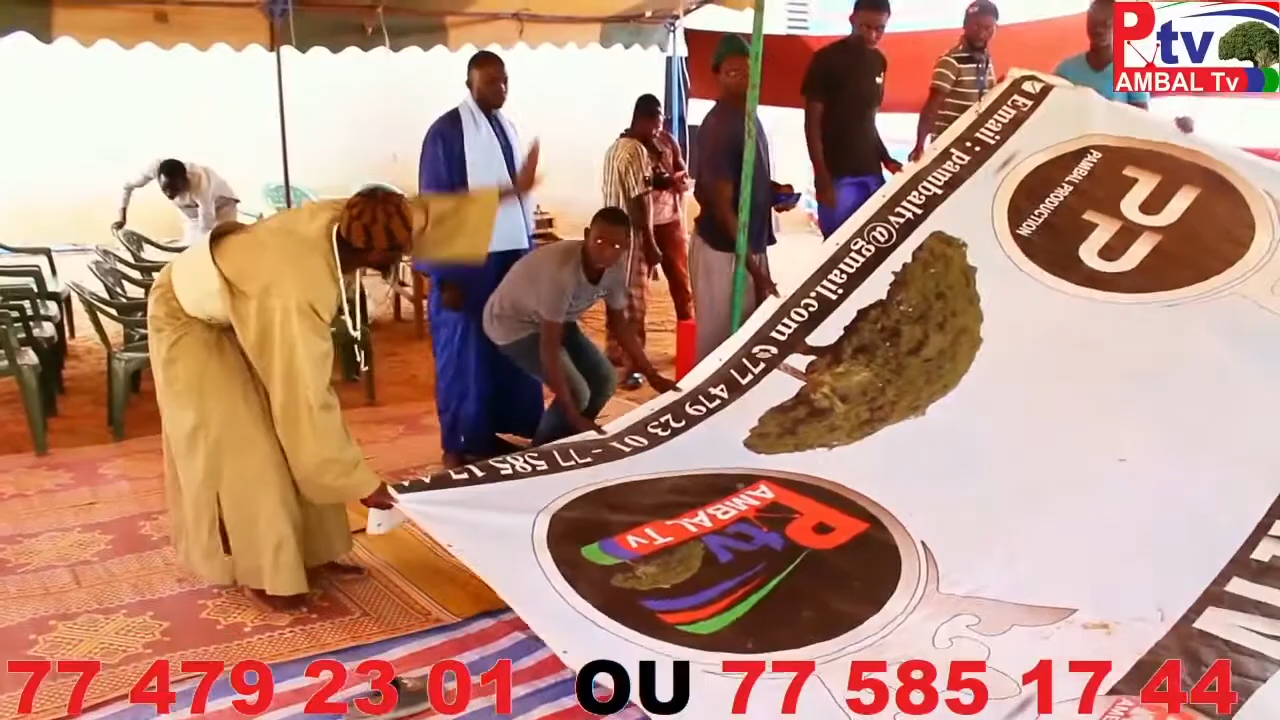 Ptv
AMBAL Tv
Email : pambaltv@gmail.com 77 479 23 01 - 77 585 17 44
PP
PAMBAL PRODUCTION
Ptv
AMBAL Tv
77 479 23 01 OU 77 585 17 44